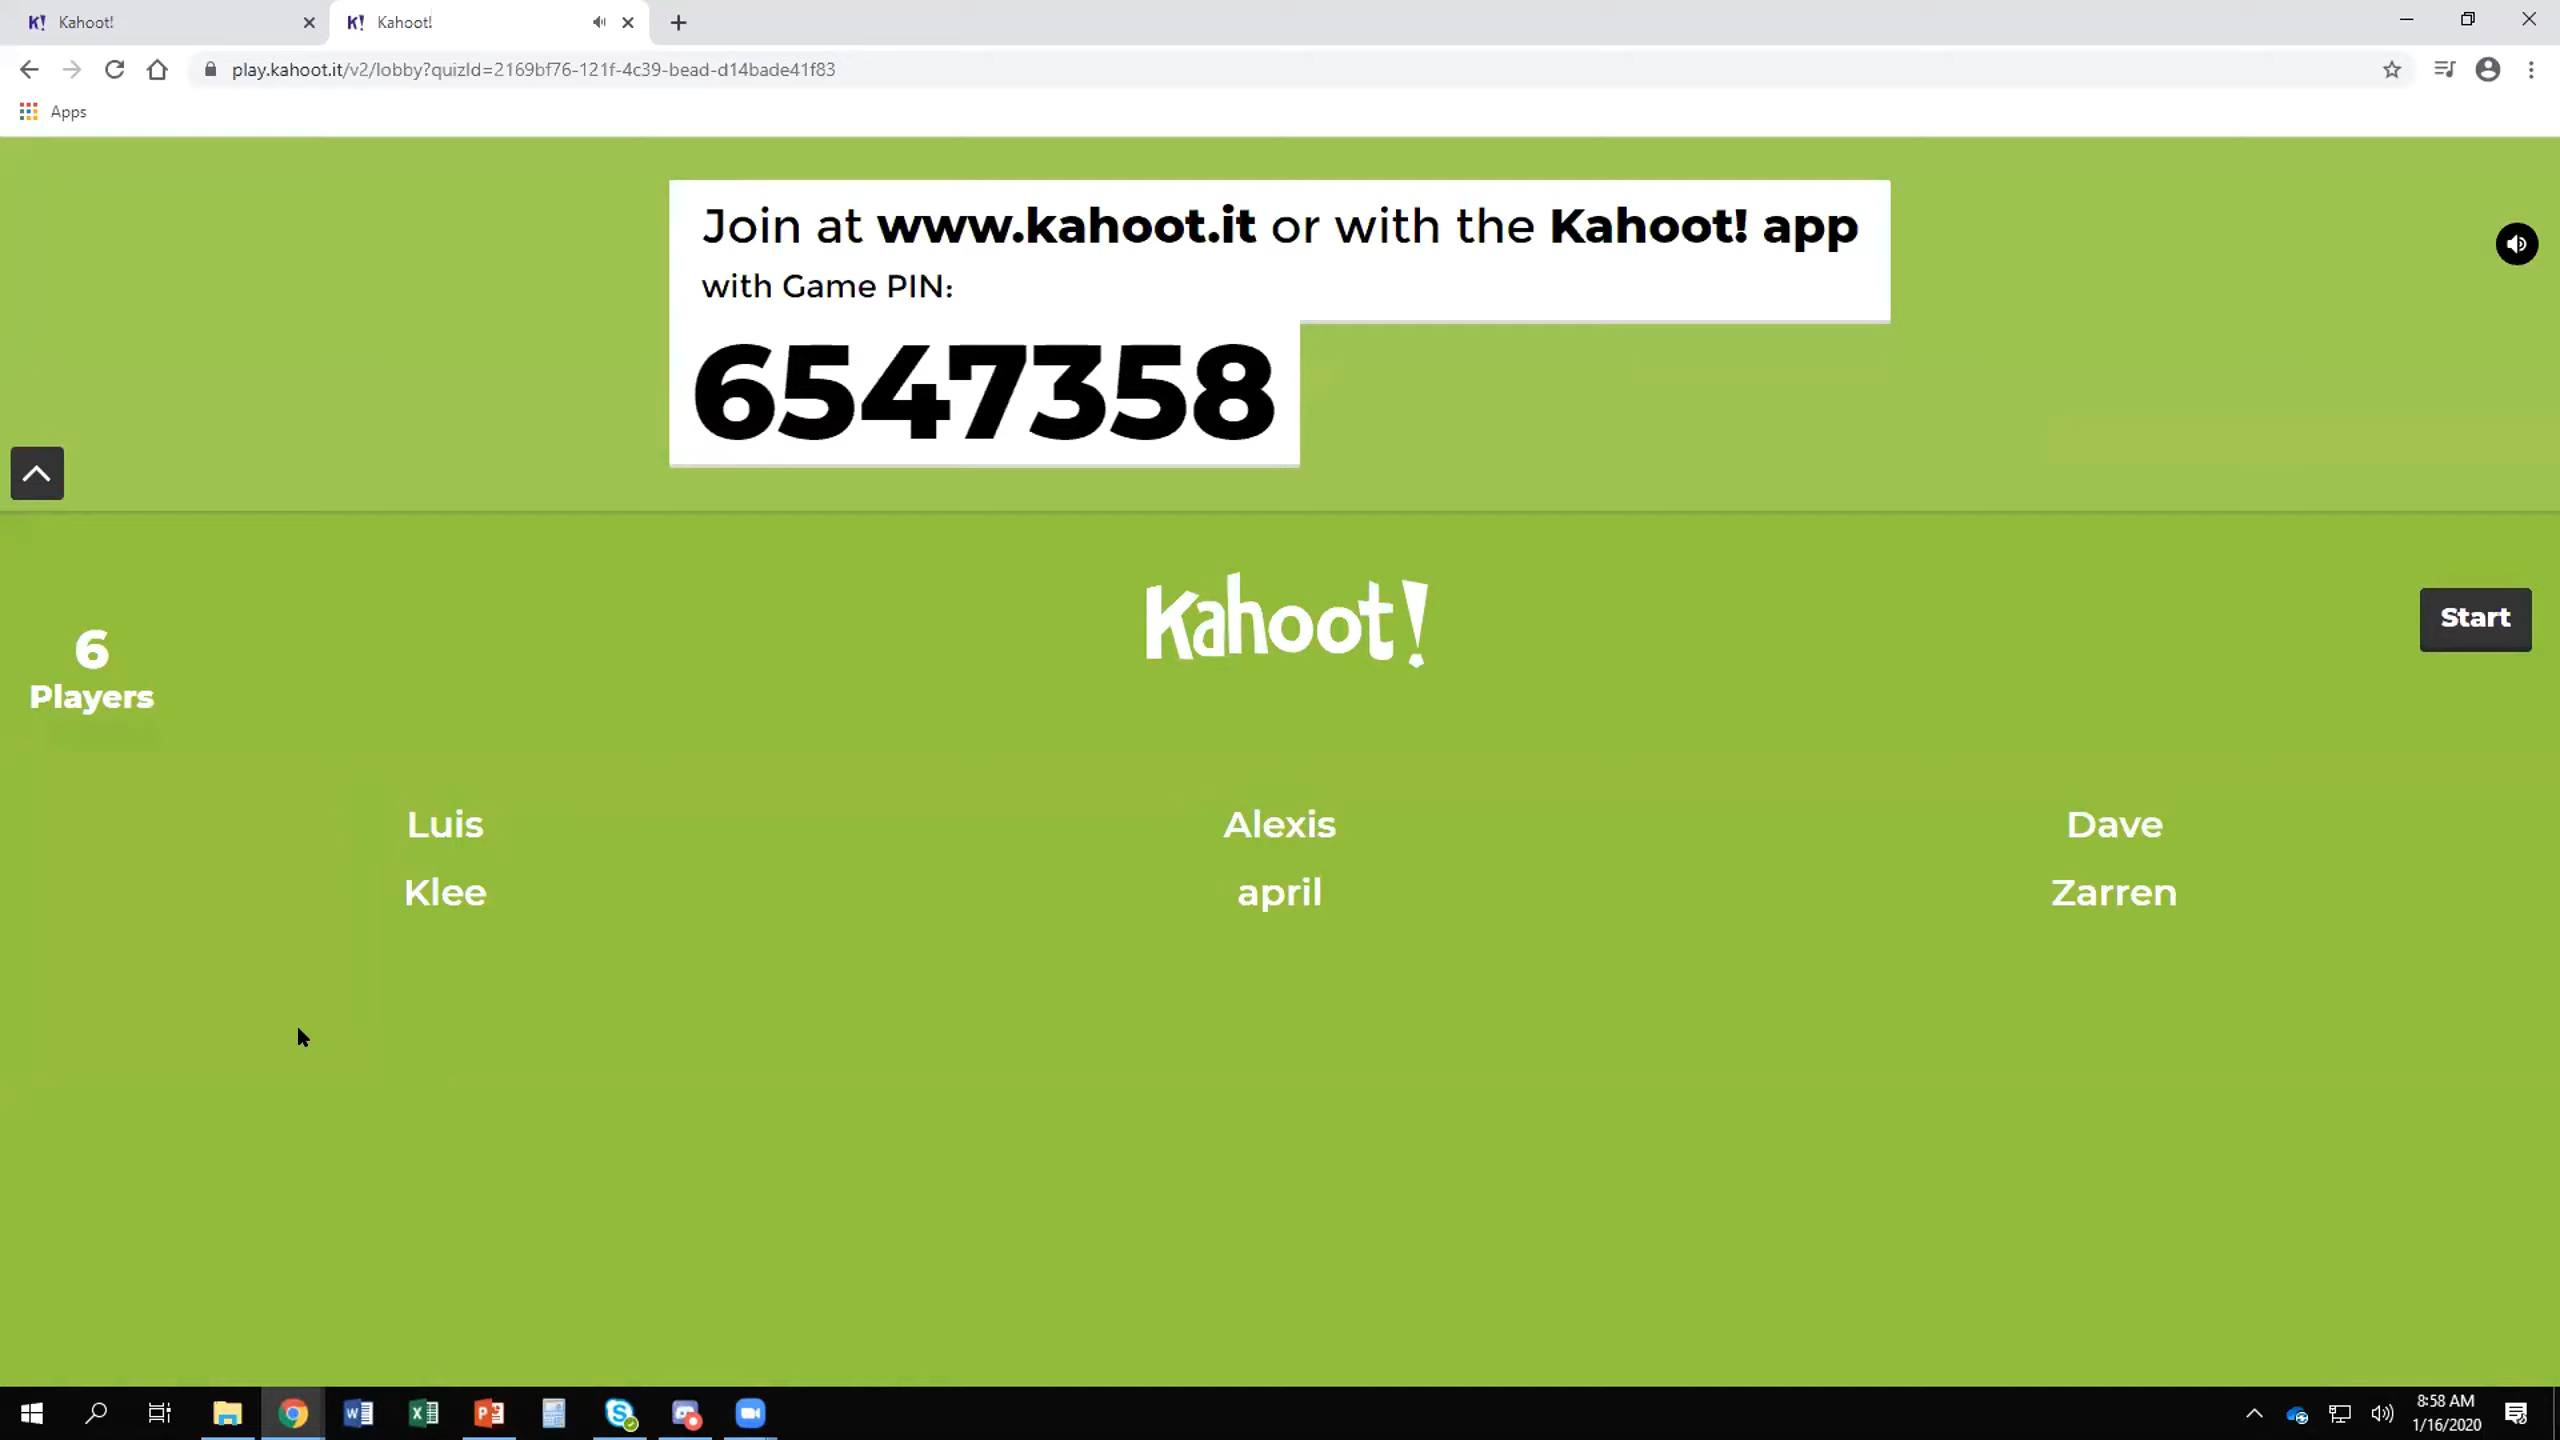 Kahoot! Kahoot!
play.kahoot.it/v2/lobby?quizId=2169bf76-121f-4c39-bead-d14bade41f83
Apps
Join at www.kahoot.it or with the Kahoot! app
with Game PIN:
6547358
Kahoot!
Start
6
Players
Luis Alexis Dave
Klee april Zarren
8:58 AM
1/16/2020